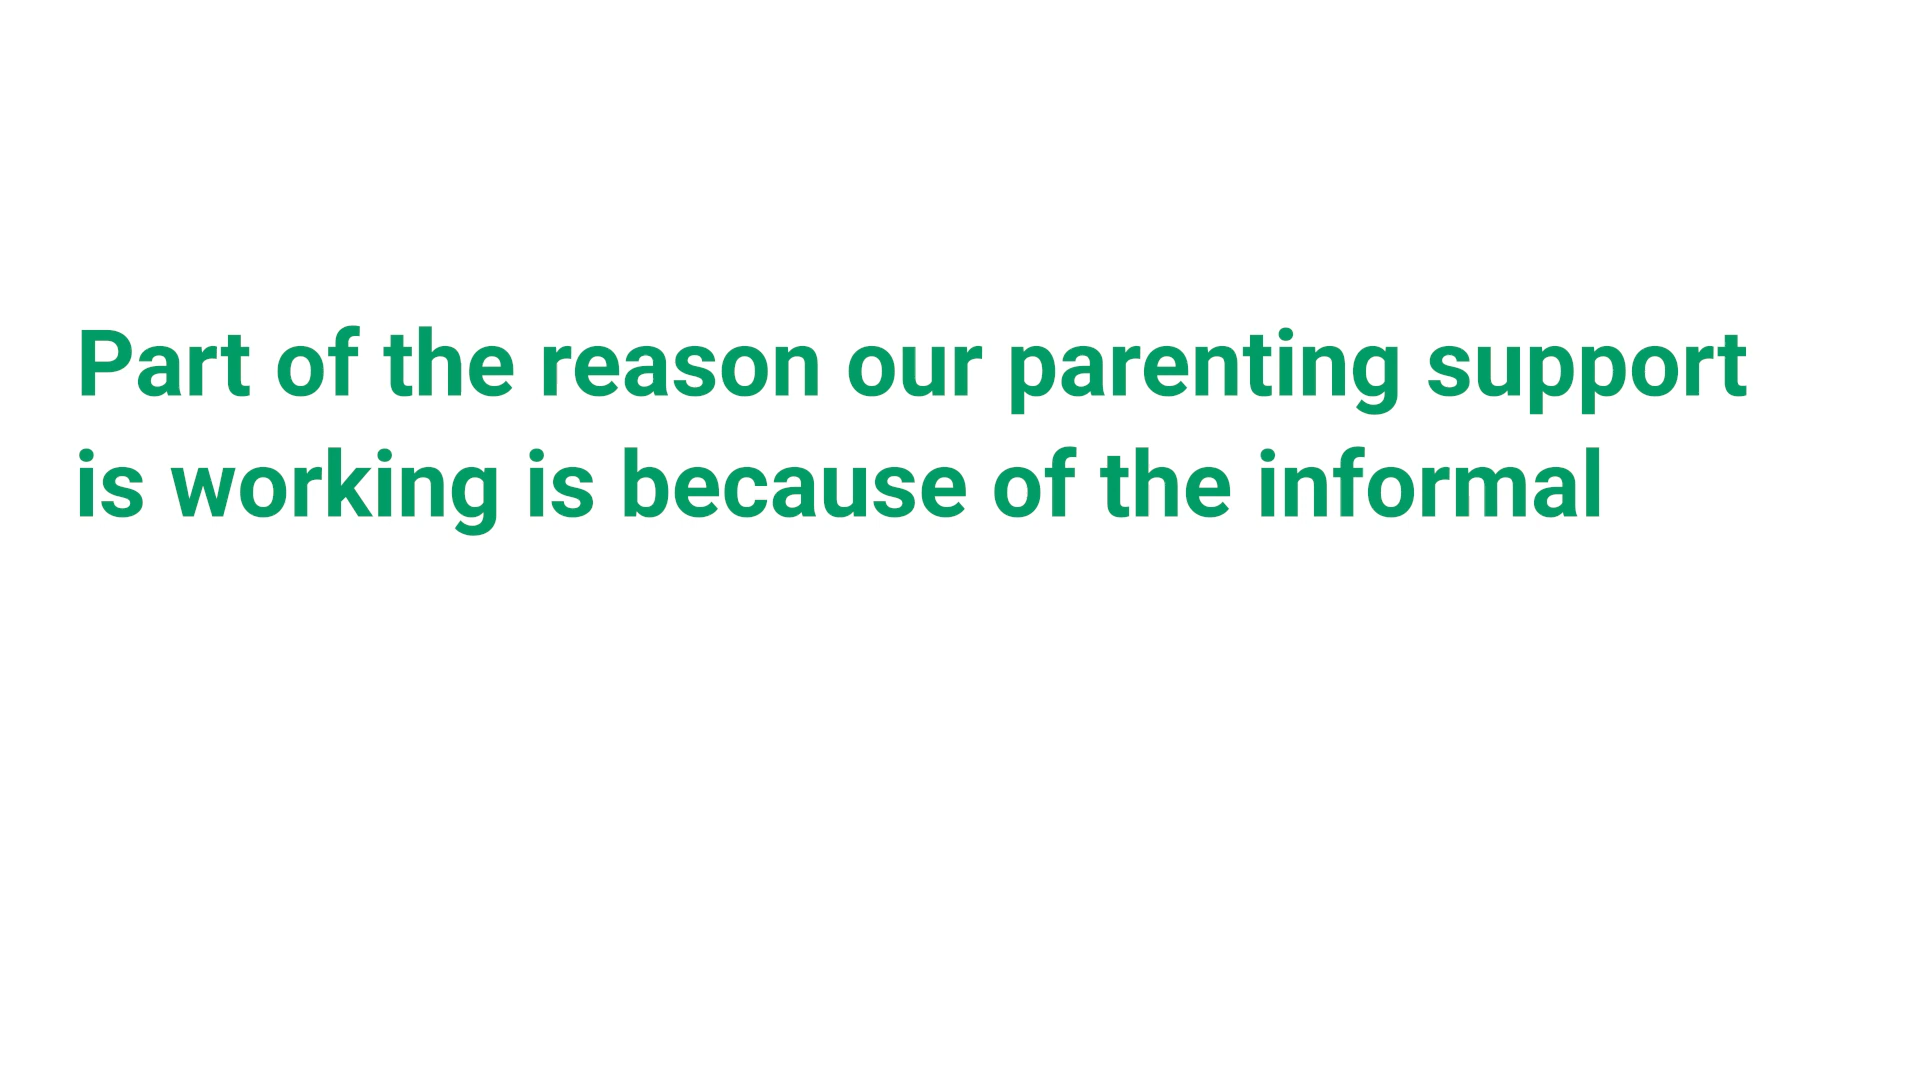 Part of the reason our parenting support
is working is because of the informal